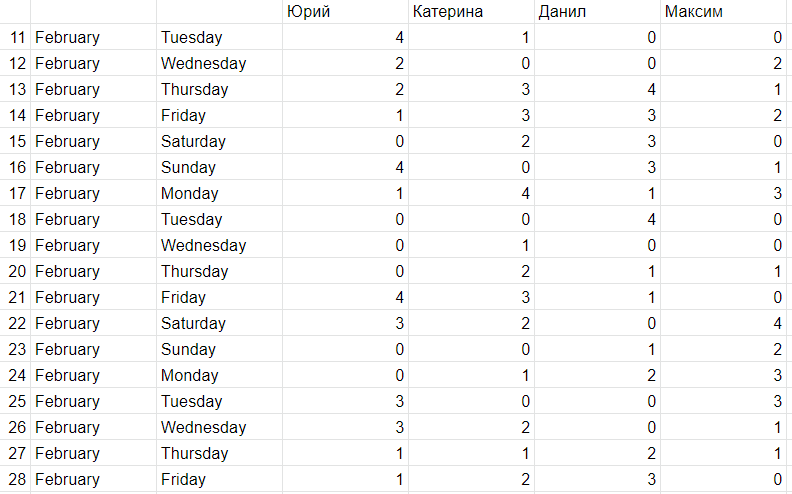 Юрий Катерина Данил Максим
11 February Tuesday 4 1 0 0
12 February Wednesday 2 0 0 2
13 February Thursday 2 3 4 1
14 February Friday 1 3 3 2
15 February Saturday 0 2 3 0
16 February Sunday 4 0 3 1
17 February Monday 1 4 1 3
18 February Tuesday 0 0 4 0
19 February Wednesday 0 1 0 0
20 February Thursday 0 2 1 1
21 February Friday 4 3 1 0
22 February Saturday 3 2 0 4
23 February Sunday 0 0 1 2
24 February Monday 0 1 2 3
25 February Tuesday 3 0 0 3
26 February Wednesday 3 2 0 1
27 February Thursday 1 1 2 1
28 February Friday 1 2 3 0